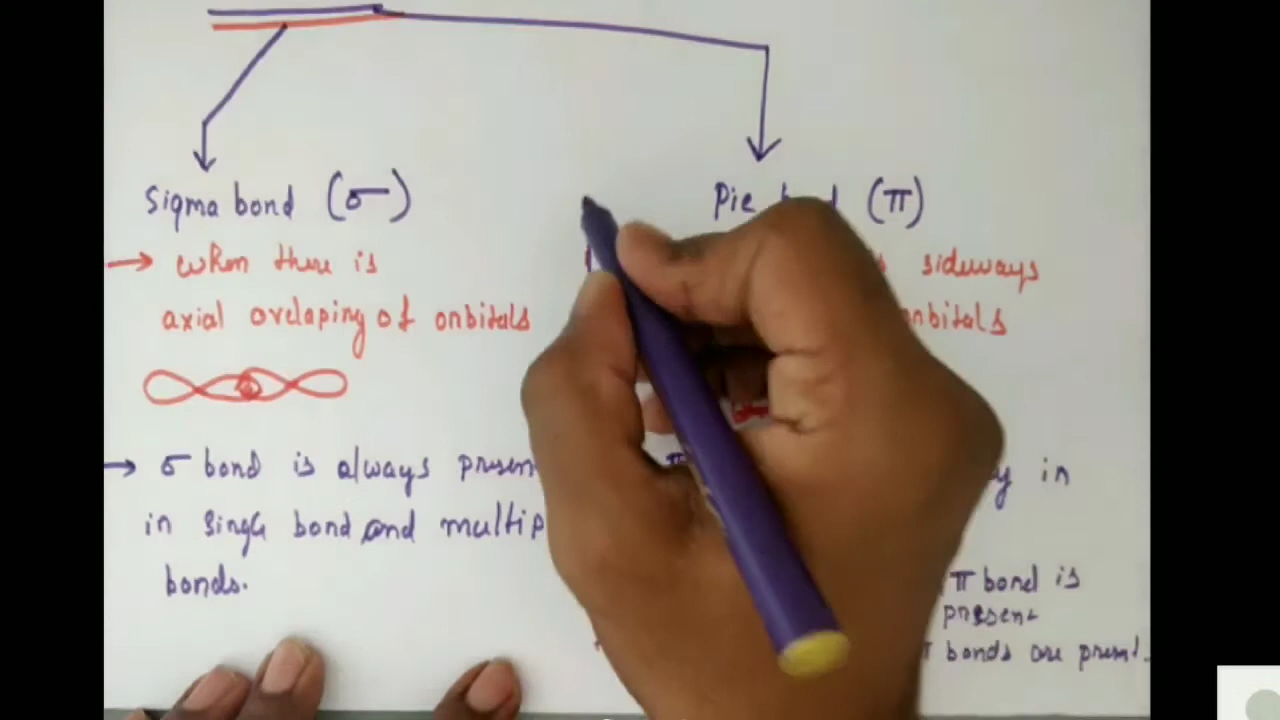 Sigma bond (σ)
→ when there is
axial ovelaping of orbitals
→ σ bond is always presen
in single bond and multip
bonds.
Pie (π)
sideways
orbitals
π
in
π bond is
present
π bonds are present.